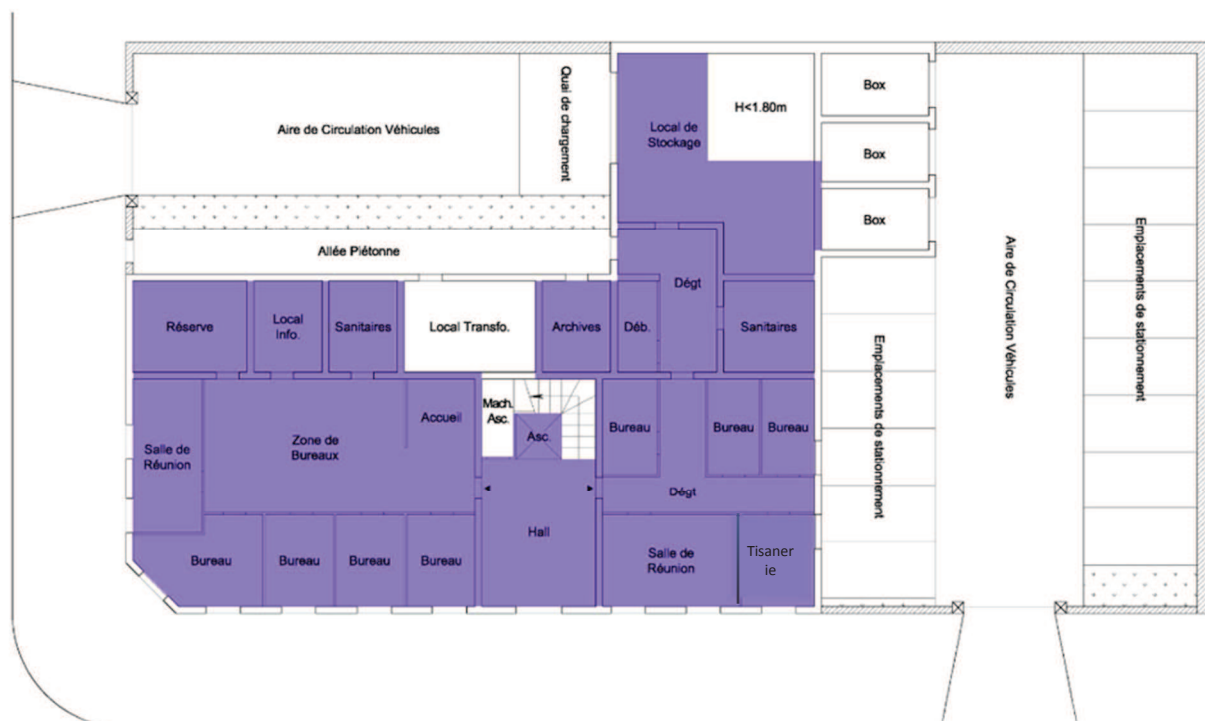 Aire de Circulation Véhicules
Quai de chargement
Local de
Stockage
H<1.80m
Box
Box
Box
Allée Piétonne
Emplacements de stationnement
Aire de Circulation Véhicules
Emplacements de stationnement
Réserve
Local
Info.
Sanitaires
Local Transfo.
Archives
Déb.
Dégt
Sanitaires
Salle de
Réunion
Zone de
Bureaux
Accueil
Mach.
Asc.
Asc.
Bureau
Bureau
Bureau
Dégt
Bureau
Bureau
Bureau
Bureau
Hall
Salle de
Réunion
Tisaner
ie